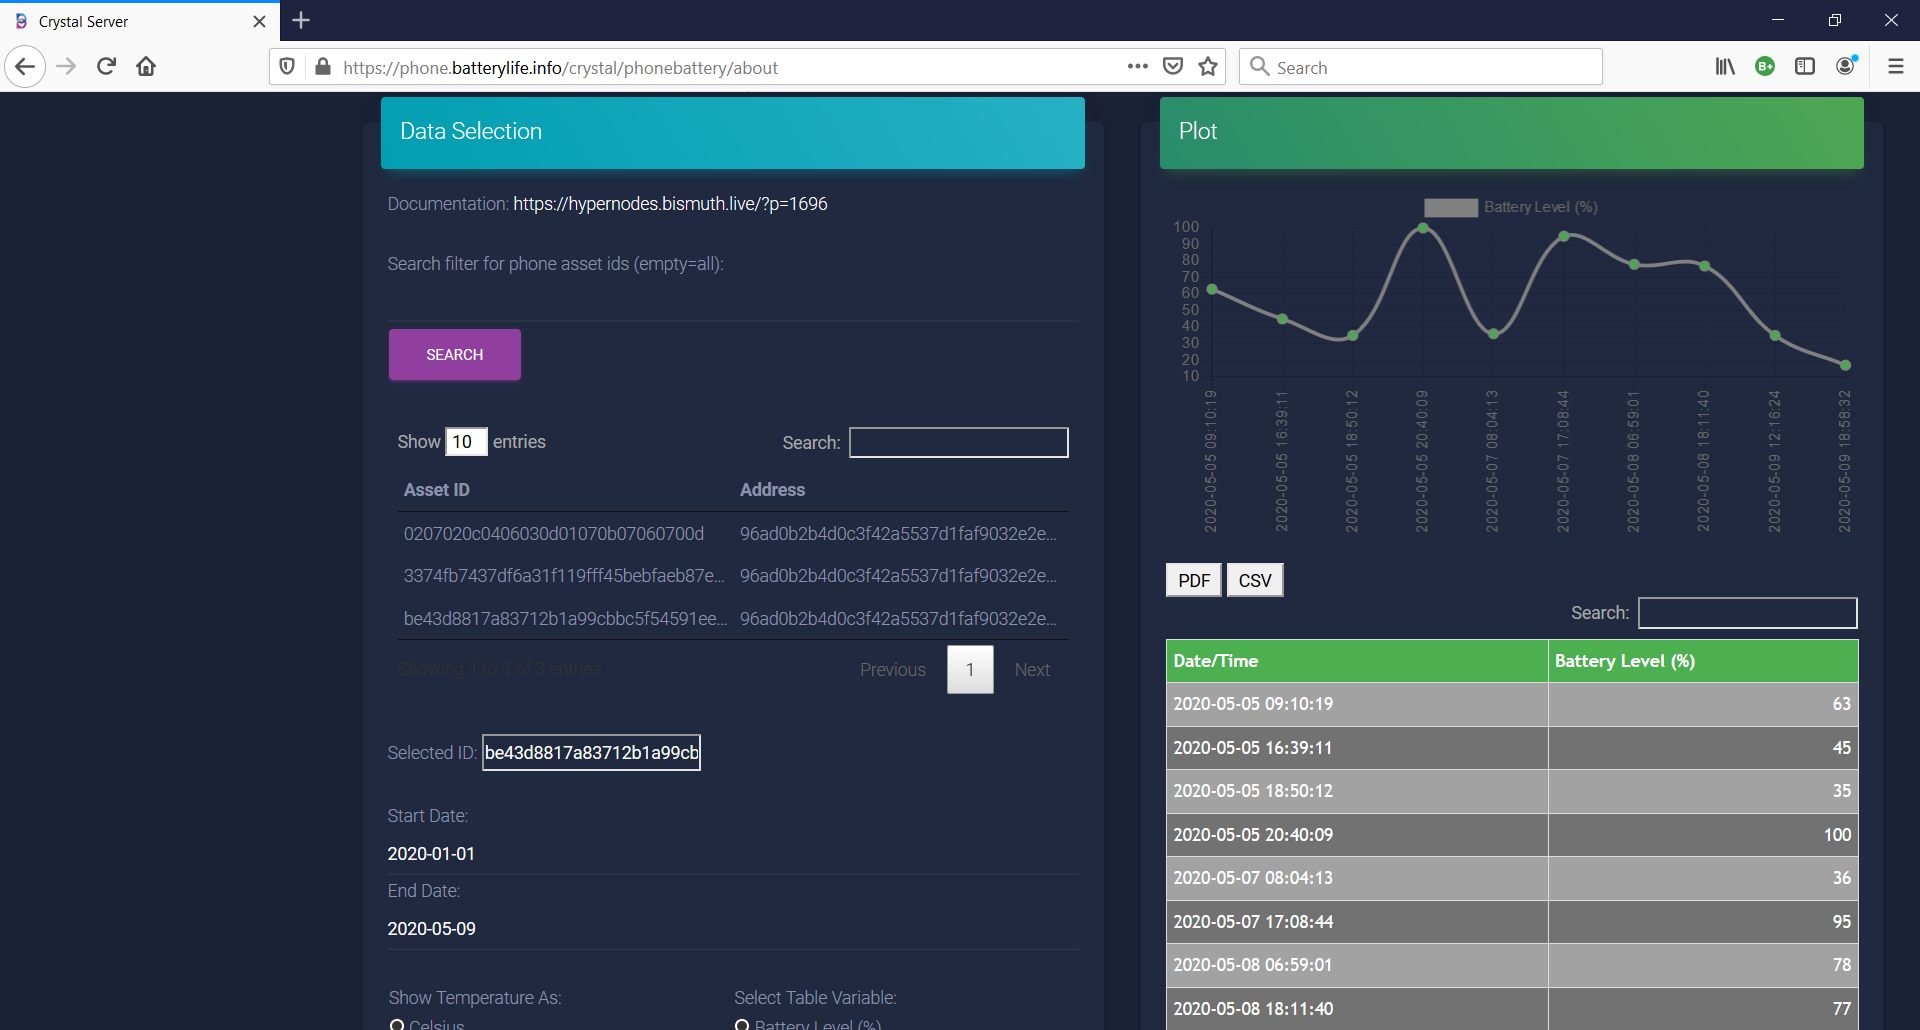 Crystal Server
https://phone.batterylife.info/crystal/phonebattery/about
Search
B+
Data Selection
Documentation: https://hypernodes.bismuth.live/?p=1696
Search filter for phone asset ids (empty=all):
SEARCH
Show 10 entries
Search:
Asset ID Address
0207020c0406030d01070b07060700d 96ad0b2b4d0c3f42a5537d1faf9032e2e...
3374fb7437df6a31f119fff45bebfaeb87e... 96ad0b2b4d0c3f42a5537d1faf9032e2e...
be43d8817a83712b1a99cbbc5f54591ee... 96ad0b2b4d0c3f42a5537d1faf9032e2e...
Showing 1 to 3 of 3 entries
Previous 1 Next
Selected ID: be43d8817a83712b1a99cb
Start Date:
2020-01-01
End Date:
2020-05-09
Show Temperature As:
Celsius
Select Table Variable:
Battery Level (%)
Plot
Battery Level (%)
100
90
80
70
60
50
40
30
20
10
2020-05-05 09:10:19
2020-05-05 16:39:11
2020-05-05 18:50:12
2020-05-05 20:40:09
2020-05-07 08:04:13
2020-05-07 17:08:44
2020-05-08 06:59:01
2020-05-08 18:11:40
2020-05-09 12:16:24
2020-05-09 18:58:32
PDF CSV
Search:
Date/Time Battery Level (%)
2020-05-05 09:10:19 63
2020-05-05 16:39:11 45
2020-05-05 18:50:12 35
2020-05-05 20:40:09 100
2020-05-07 08:04:13 36
2020-05-07 17:08:44 95
2020-05-08 06:59:01 78
2020-05-08 18:11:40 77